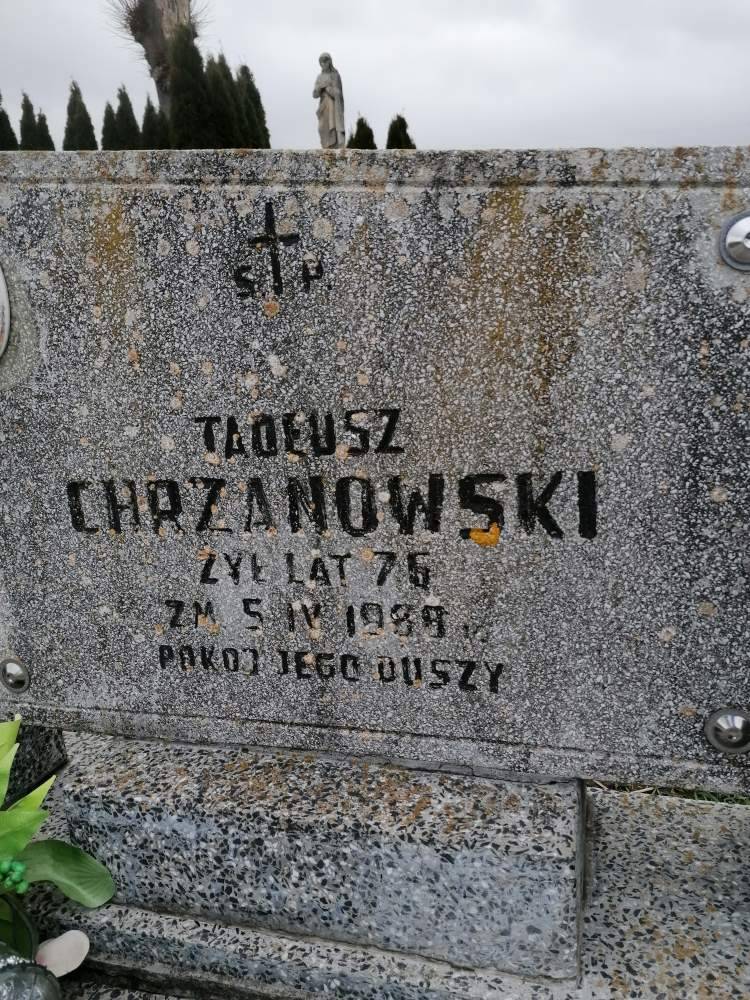 Ś. P.
TADEUSZ
CHRZANOWSKI
ŻYŁ LAT 76
ZM 5 IV 1989 r.
POKÓJ JEGO DUSZY